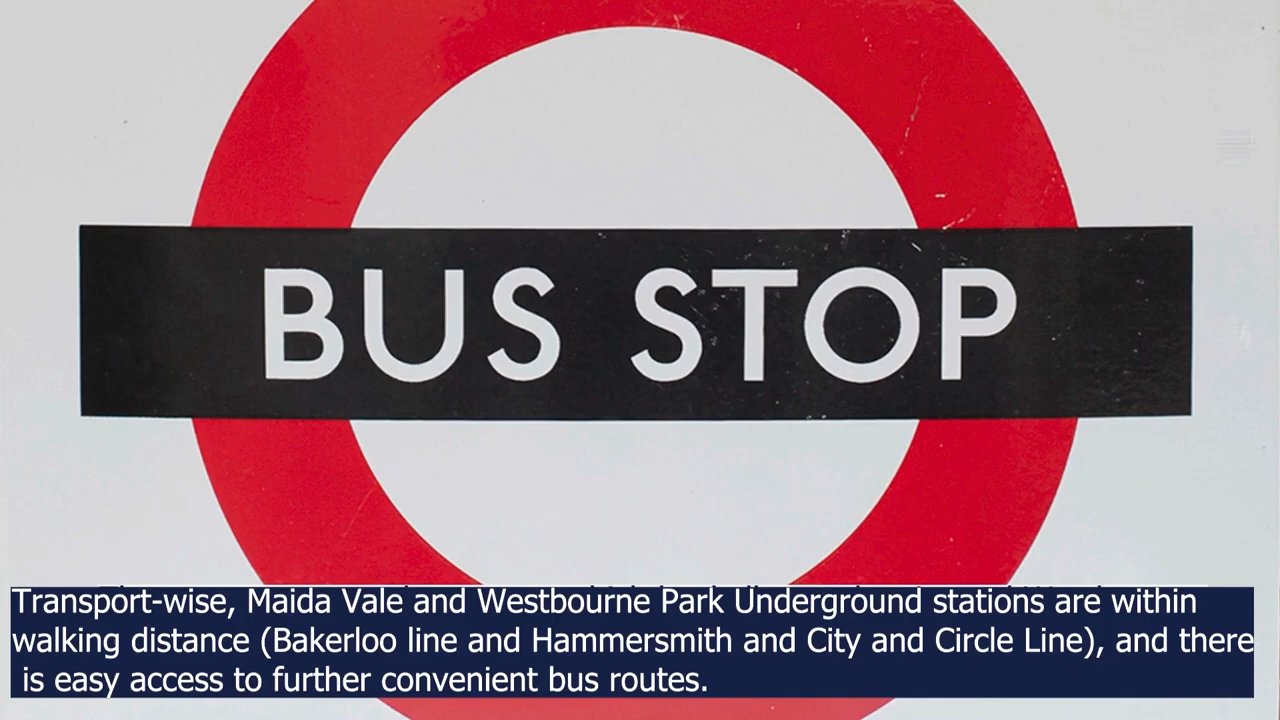 BUS STOP
Transport-wise, Maida Vale and Westbourne Park Underground stations are within
walking distance (Bakerloo line and Hammersmith and City and Circle Line), and there
is easy access to further convenient bus routes.